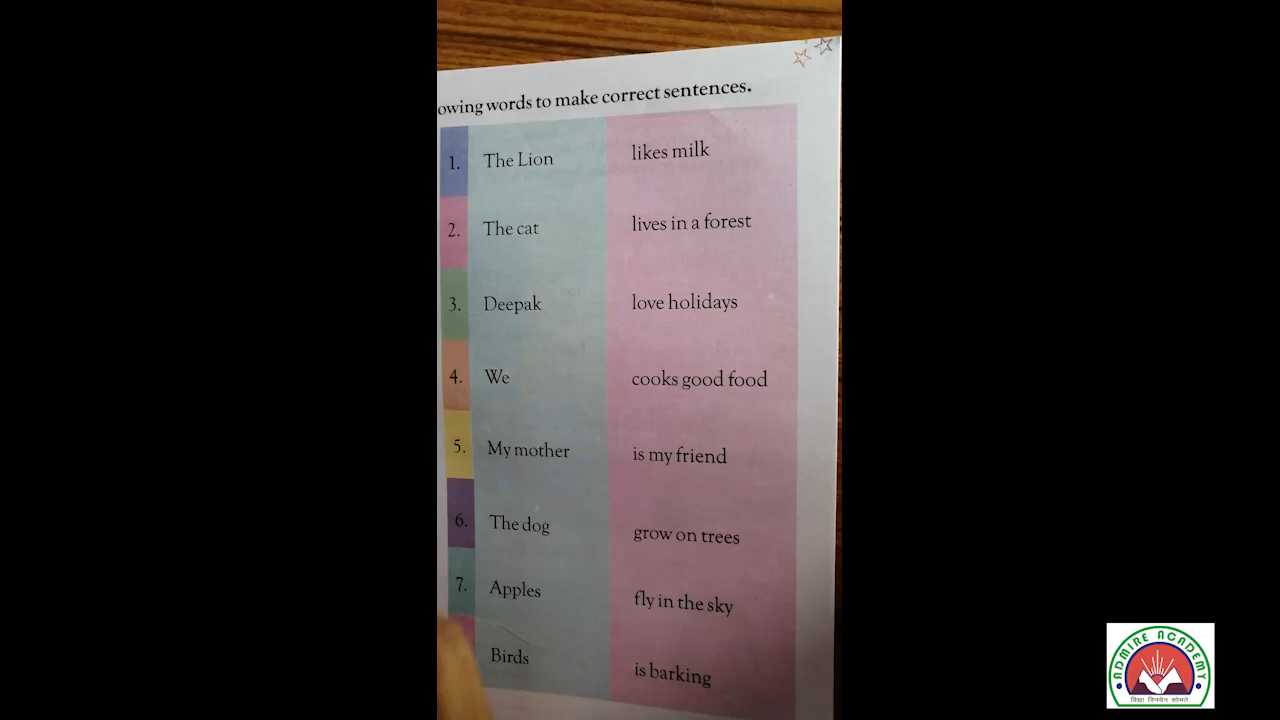 owing words to make correct sentences.
1. The Lion likes milk
2. The cat lives in a forest
3. Deepak love holidays
4. We cooks good food
5. My mother is my friend
6. The dog grow on trees
7. Apples fly in the sky
Birds is barking
ADMIRE ACADEMY
विद्या विनयेन शोभते